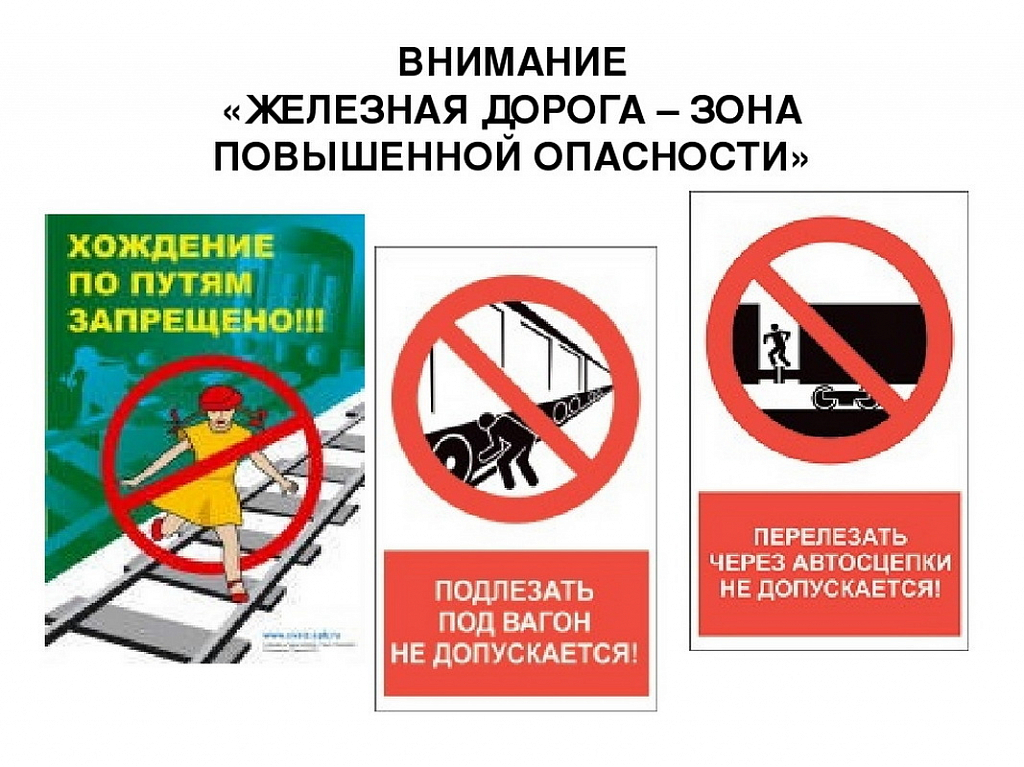 ВНИМАНИЕ
«ЖЕЛЕЗНАЯ ДОРОГА – ЗОНА
ПОВЫШЕННОЙ ОПАСНОСТИ»
ХОЖДЕНИЕ
ПО ПУТЯМ
ЗАПРЕЩЕНО!!!
ПОДЛЕЗАТЬ
ПОД ВАГОН
НЕ ДОПУСКАЕТСЯ!
ПЕРЕЛЕЗАТЬ
ЧЕРЕЗ АВТОСЦЕПКИ
НЕ ДОПУСКАЕТСЯ!